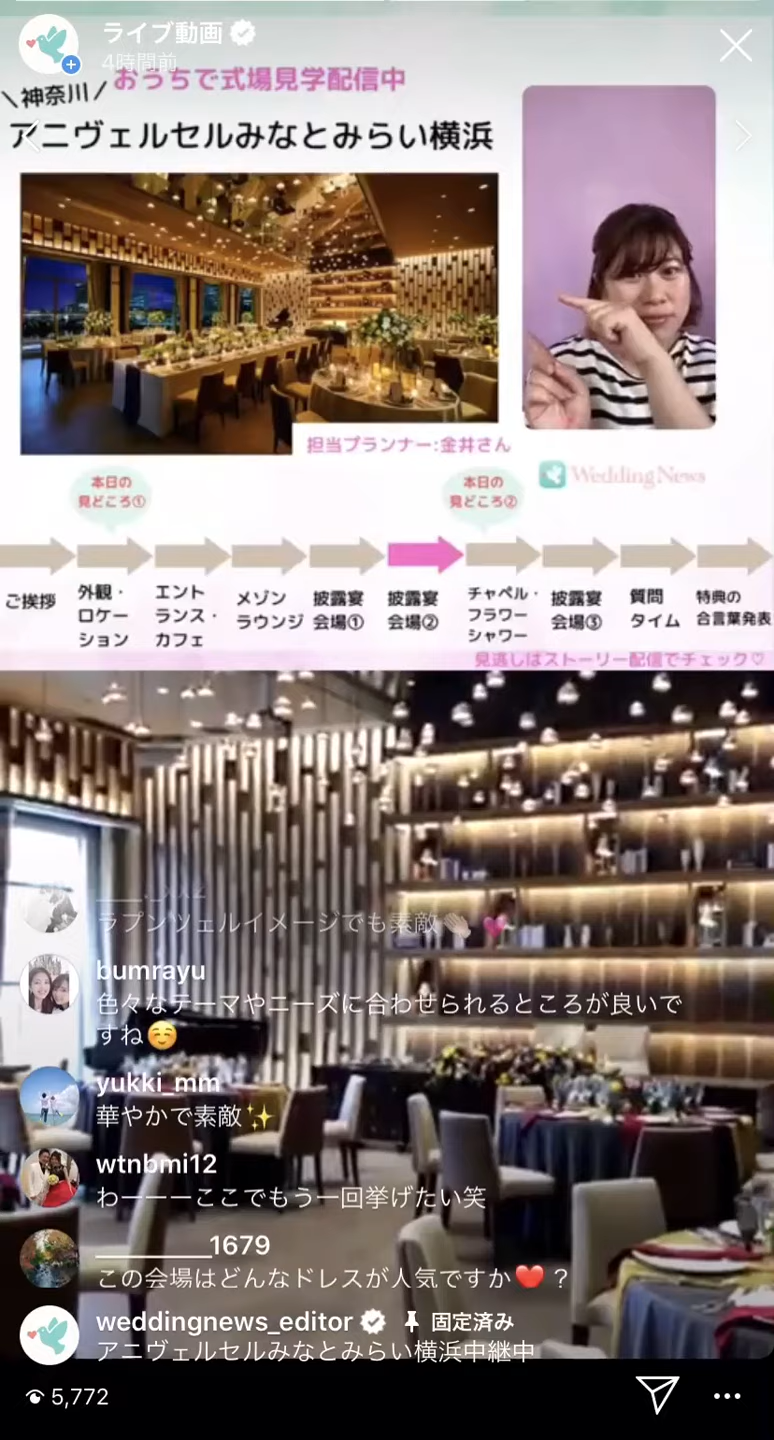 ライブ動画
4時間前
おうちで式場見学配信中
＼神奈川／
アニヴェルセルみなとみらい横浜
担当プランナー:金井さん
WeddingNews
本日の
見どころ①
本日の
見どころ②
ご挨拶
外観・
ロケー
ション
エント
ランス・
カフェ
メゾン
ラウンジ
披露宴
会場①
披露宴
会場②
チャペル・
フラワー
シャワー
披露宴
会場③
質問
タイム
特典の
合言葉発表
見逃しはストーリー配信でチェック♡
ラプンツェルイメージでも素敵👏🏻💗
bumrayu
色々なテーマやニーズに合わせられるところが良いで
すね☺️
yukki_mm
華やかで素敵✨
wtnbmi12
わーーーここでもう一回挙げたい笑
________1679
この会場はどんなドレスが人気ですか❤️？
weddingnews_editor 固定済み
アニヴェルセルみなとみらい横浜中継中
5,772